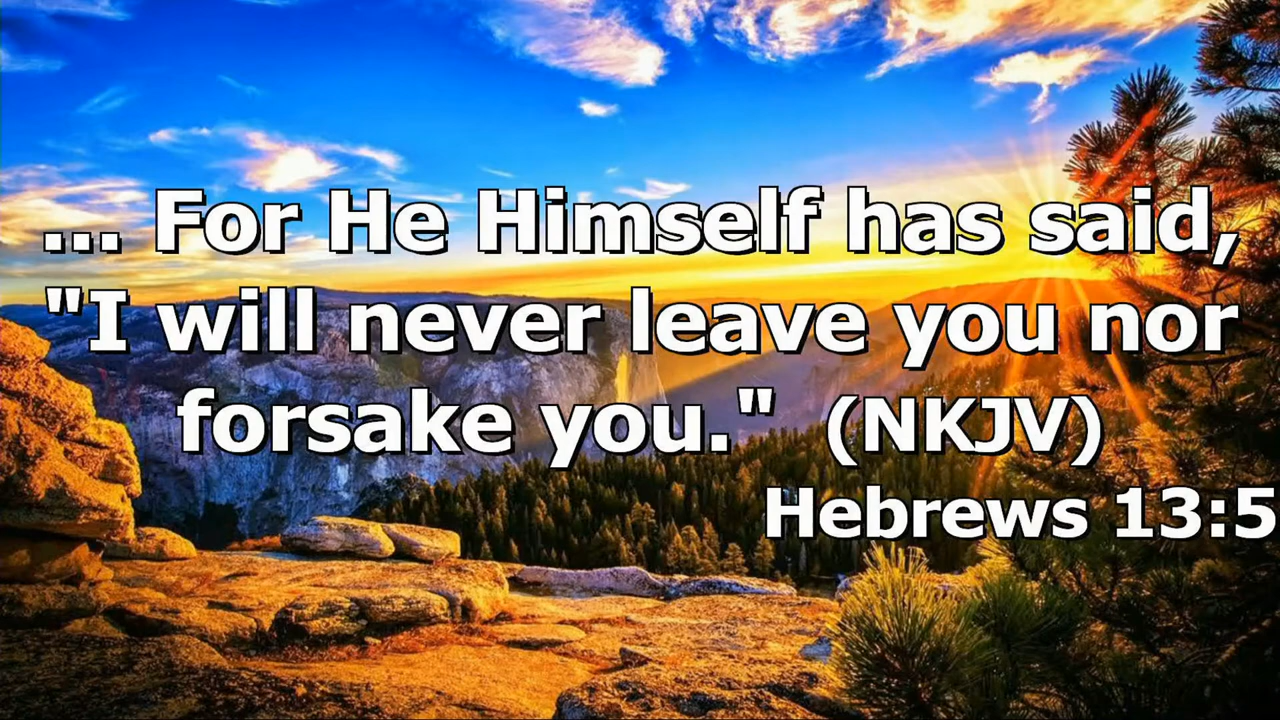 ... For He Himself has said,
"I will never leave you nor
forsake you." (NKJV)
Hebrews 13:5